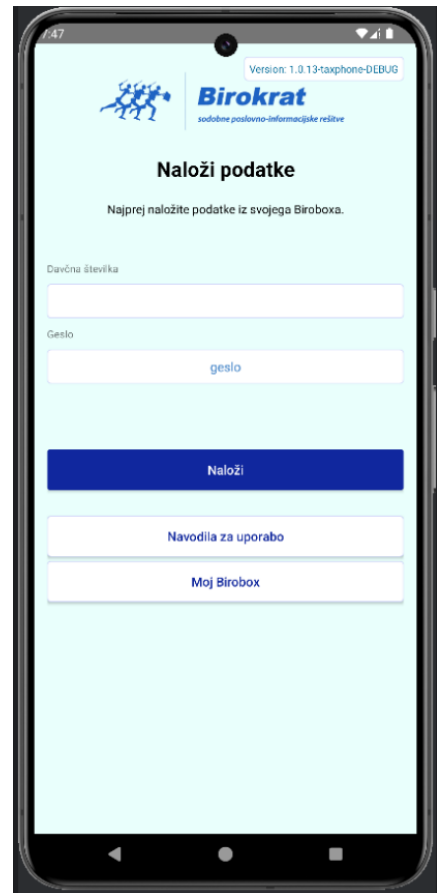 7:47
Version: 1.0.13-taxphone-DEBUG
Birokrat
sodobne poslovno-informacijske rešitve
Naloži podatke
Najprej naložite podatke iz svojega Biroboxa.
Davčna številka
Geslo
geslo
Naloži
Navodila za uporabo
Moj Birobox